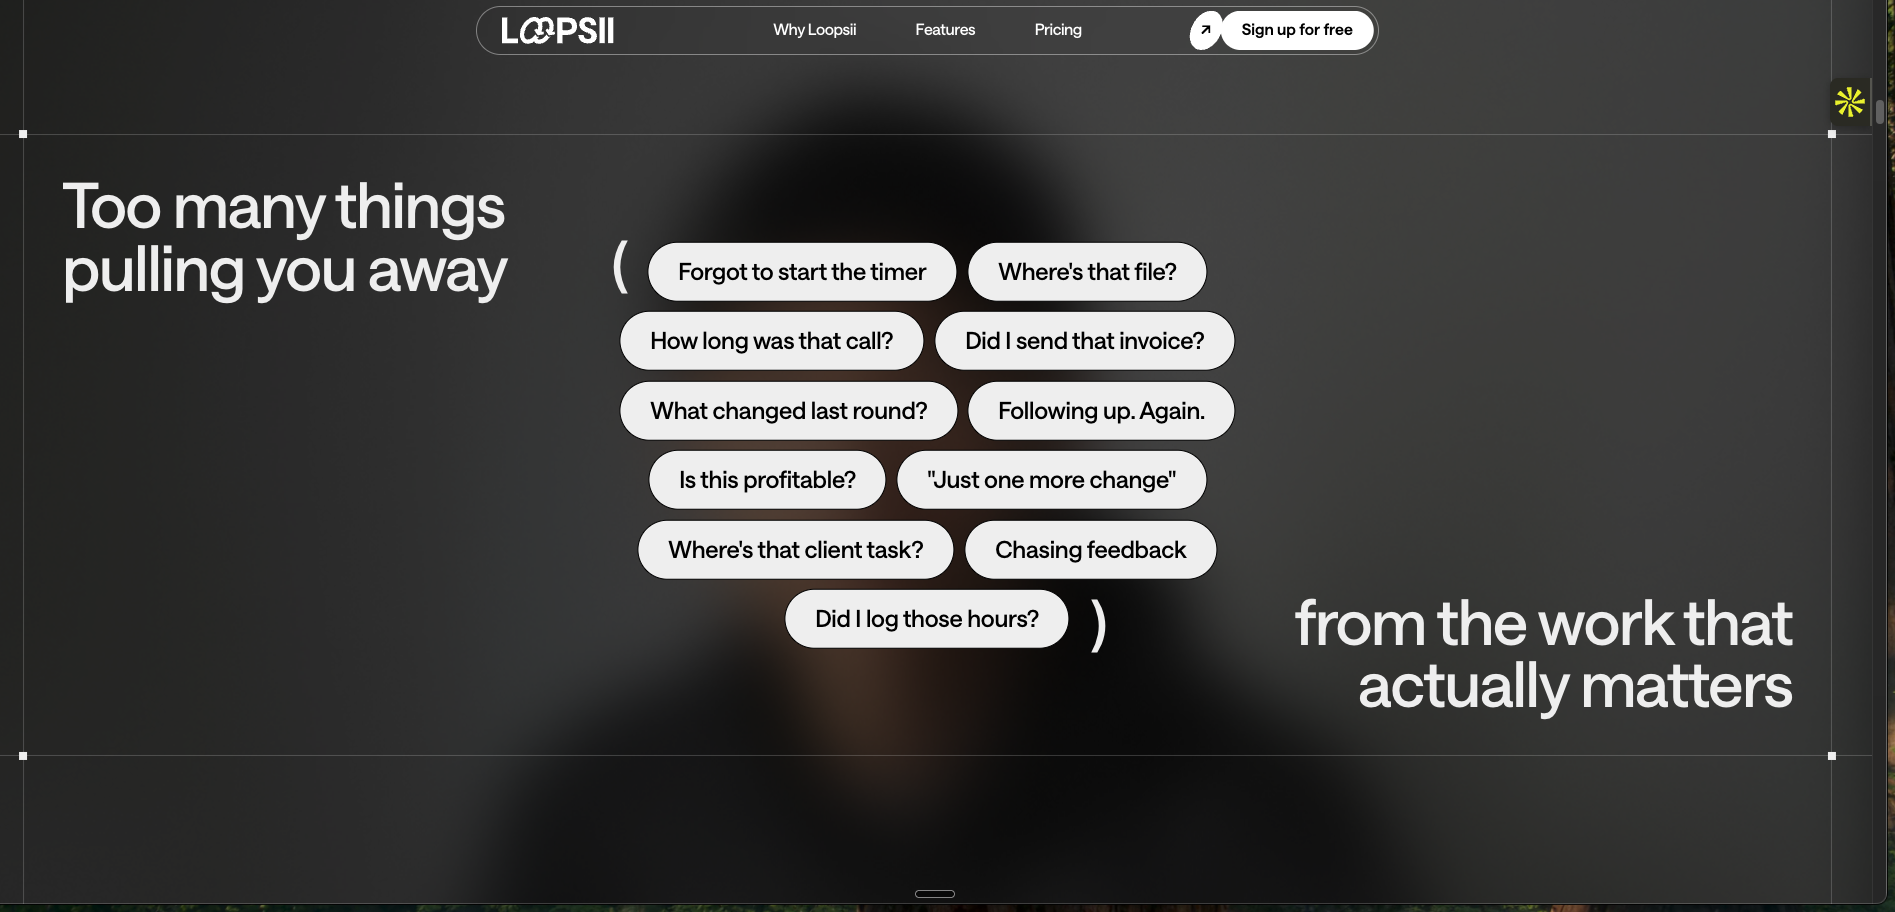 LOOPSII
Why Loopsii
Features
Pricing
Sign up for free
Too many things
pulling you away
(
Forgot to start the timer
Where's that file?
How long was that call?
Did I send that invoice?
What changed last round?
Following up. Again.
Is this profitable?
"Just one more change"
Where's that client task?
Chasing feedback
Did I log those hours?
)
from the work that
actually matters